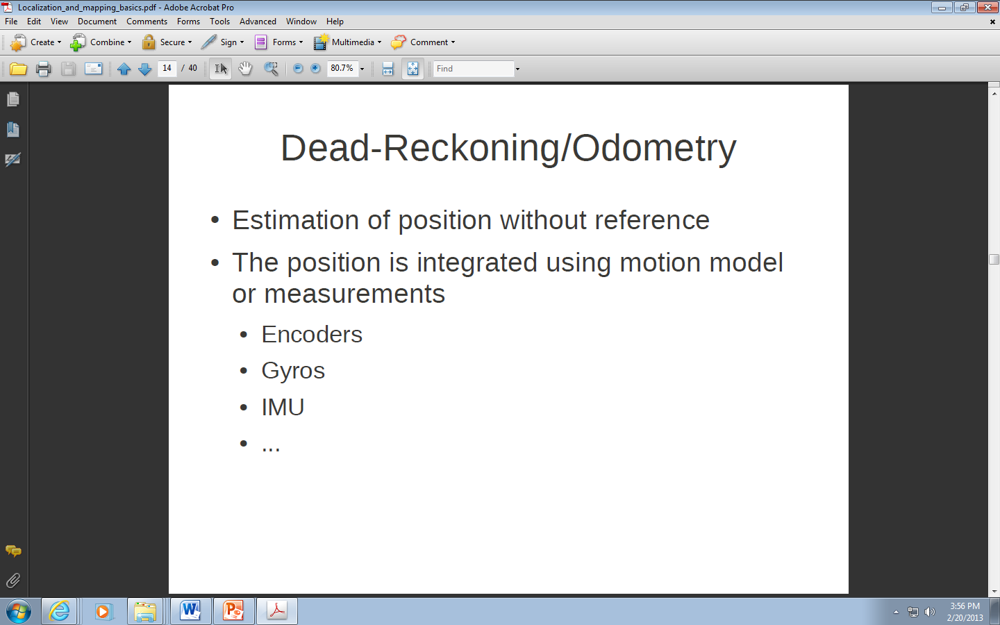 Localization_and_mapping_basics.pdf - Adobe Acrobat Pro
File Edit View Document Comments Forms Tools Advanced Window Help
Create Combine Secure Sign Forms Multimedia Comment
14 / 40 80.7% Find
Dead-Reckoning/Odometry
• Estimation of position without reference
• The position is integrated using motion model
or measurements
• Encoders
• Gyros
• IMU
• ...
3:56 PM
2/20/2013